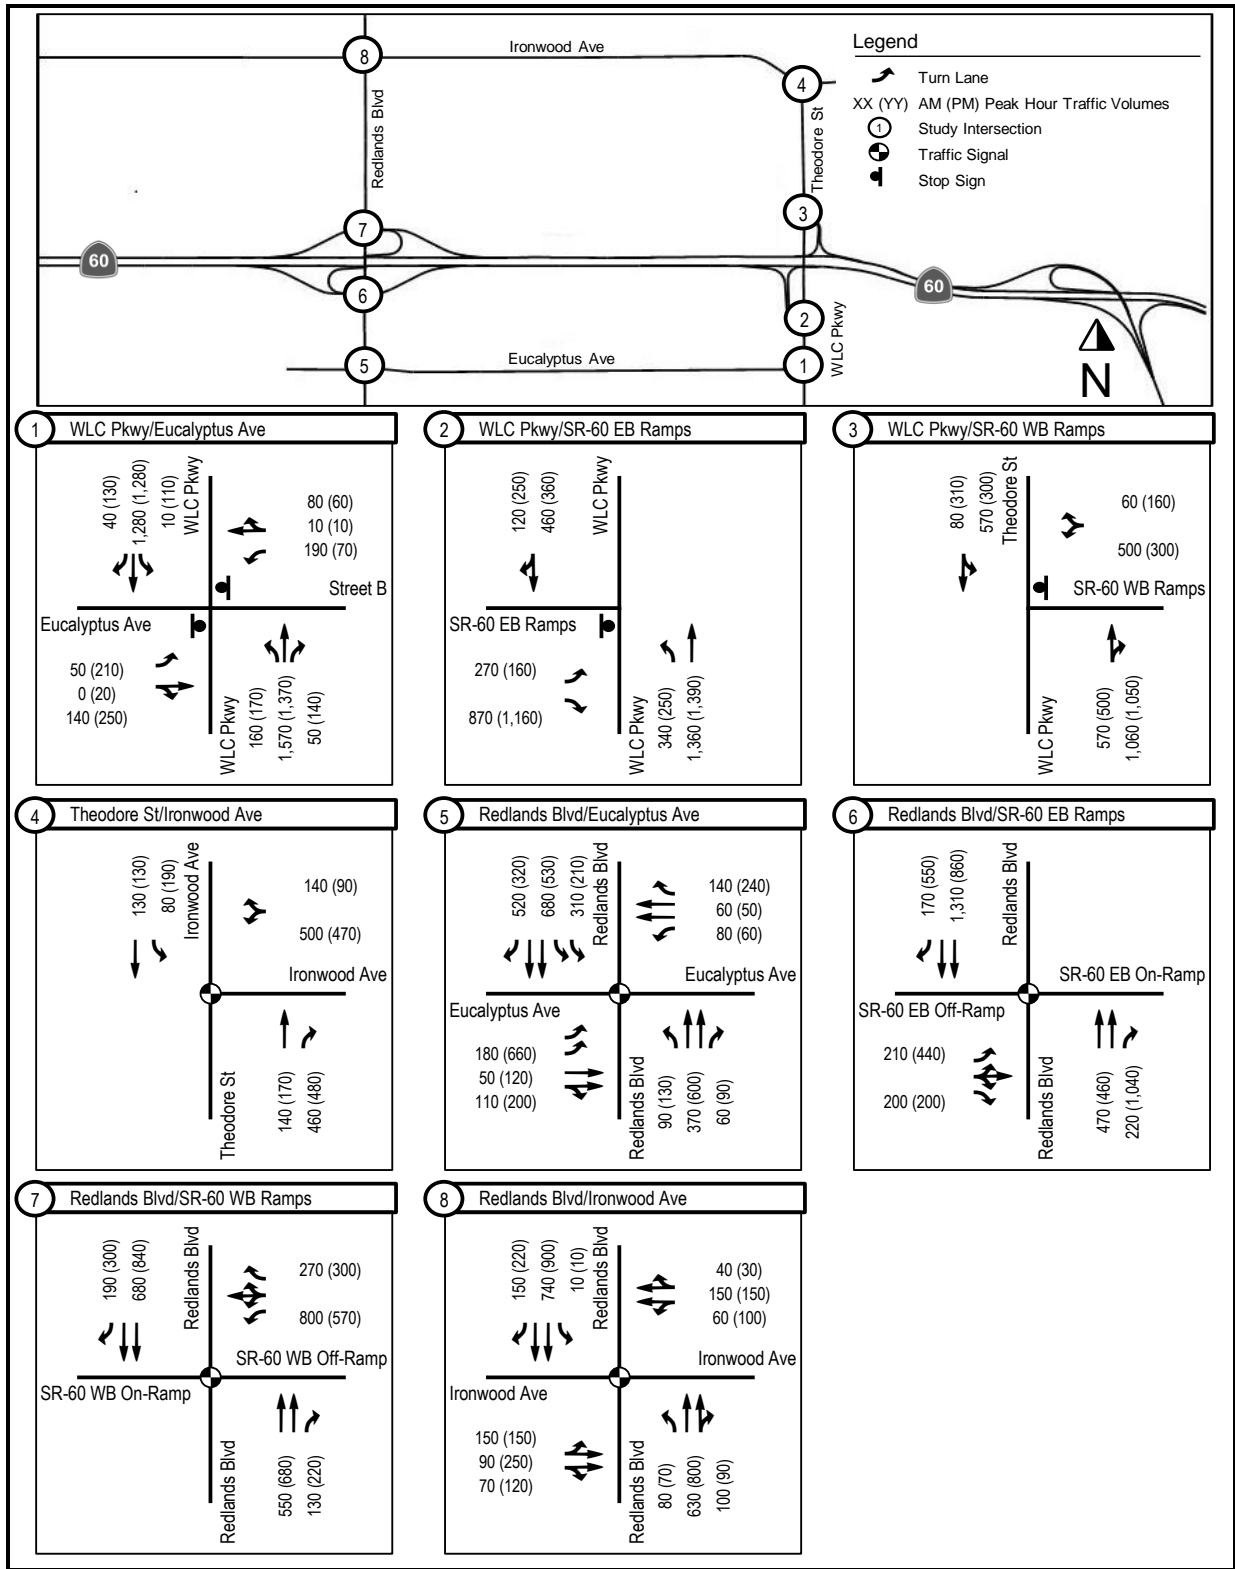 Ironwood Ave
Redlands Blvd
Theodore St
WLC Pkwy
Eucalyptus Ave
8
4
7
3
6
2
5
1
60
60
N
Legend
Turn Lane
XX (YY) AM (PM) Peak Hour Traffic Volumes
1 Study Intersection
Traffic Signal
Stop Sign
1 WLC Pkwy/Eucalyptus Ave
40 (130)
1,280 (1,280)
10 (110)
WLC Pkwy
80 (60)
10 (10)
190 (70)
Street B
Eucalyptus Ave
50 (210)
0 (20)
140 (250)
WLC Pkwy
160 (170)
1,570 (1,370)
50 (140)
2 WLC Pkwy/SR-60 EB Ramps
120 (250)
460 (360)
WLC Pkwy
SR-60 EB Ramps
270 (160)
870 (1,160)
WLC Pkwy
340 (250)
1,360 (1,390)
3 WLC Pkwy/SR-60 WB Ramps
80 (310)
570 (300)
Theodore St
60 (160)
500 (300)
SR-60 WB Ramps
WLC Pkwy
570 (500)
1,060 (1,050)
4 Theodore St/Ironwood Ave
130 (130)
80 (190)
Ironwood Ave
140 (90)
500 (470)
Ironwood Ave
Theodore St
140 (170)
460 (480)
5 Redlands Blvd/Eucalyptus Ave
520 (320)
680 (530)
310 (210)
Redlands Blvd
140 (240)
60 (50)
80 (60)
Eucalyptus Ave
Eucalyptus Ave
180 (660)
50 (120)
110 (200)
Redlands Blvd
90 (130)
370 (600)
60 (90)
6 Redlands Blvd/SR-60 EB Ramps
170 (550)
1,310 (860)
Redlands Blvd
SR-60 EB On-Ramp
SR-60 EB Off-Ramp
210 (440)
200 (200)
Redlands Blvd
470 (460)
220 (1,040)
7 Redlands Blvd/SR-60 WB Ramps
190 (300)
680 (840)
Redlands Blvd
270 (300)
800 (570)
SR-60 WB Off-Ramp
SR-60 WB On-Ramp
Redlands Blvd
550 (680)
130 (220)
8 Redlands Blvd/Ironwood Ave
150 (220)
740 (900)
10 (10)
Redlands Blvd
40 (30)
150 (150)
60 (100)
Ironwood Ave
Ironwood Ave
150 (150)
90 (250)
70 (120)
Redlands Blvd
80 (70)
630 (800)
100 (90)